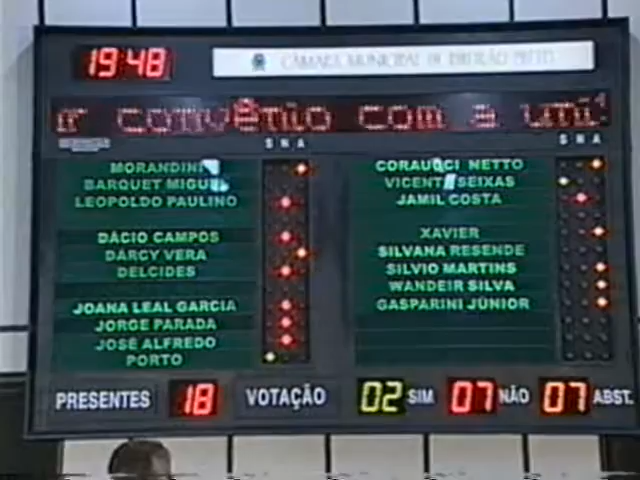 19:48
CÂMARA MUNICIPAL DE RIBEIRÃO PRETO
r convênio com a uni
S N A
S N A
MORANDINI
BARQUET MIGUEL
LEOPOLDO PAULINO
DÁCIO CAMPOS
DARCY VERA
DELCIDES
JOANA LEAL GARCIA
JORGE PARADA
JOSÉ ALFREDO
PORTO
CORAUCCI NETTO
VICENTE SEIXAS
JAMIL COSTA
XAVIER
SILVANA RESENDE
SILVIO MARTINS
WANDEIR SILVA
GASPARINI JÚNIOR
PRESENTES 18 VOTAÇÃO 02 SIM 07 NÃO 07 ABST.